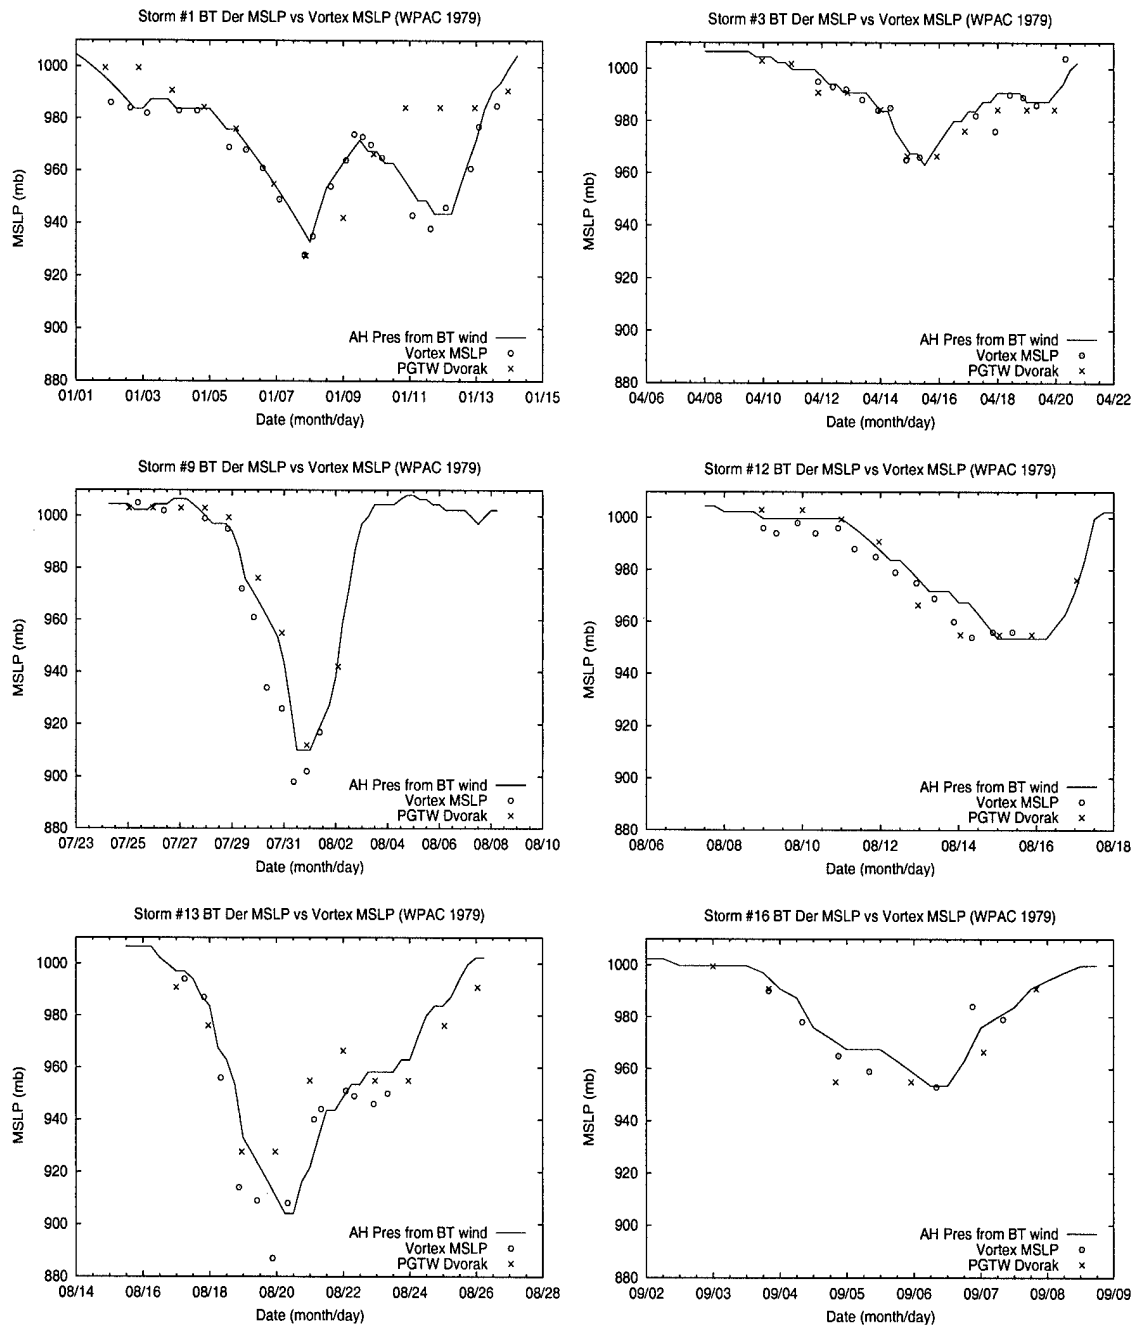 Storm #1 BT Der MSLP vs Vortex MSLP (WPAC 1979)
1000
980
960
940
920
900
880
MSLP (mb)
AH Pres from BT wind
Vortex MSLP
PGTW Dvorak
01/01 01/03 01/05 01/07 01/09 01/11 01/13 01/15
Date (month/day)
Storm #3 BT Der MSLP vs Vortex MSLP (WPAC 1979)
1000
980
960
940
920
900
880
MSLP (mb)
AH Pres from BT wind
Vortex MSLP
PGTW Dvorak
04/06 04/08 04/10 04/12 04/14 04/16 04/18 04/20 04/22
Date (month/day)
Storm #9 BT Der MSLP vs Vortex MSLP (WPAC 1979)
1000
980
960
940
920
900
880
MSLP (mb)
AH Pres from BT wind
Vortex MSLP
PGTW Dvorak
07/23 07/25 07/27 07/29 07/31 08/02 08/04 08/06 08/08 08/10
Date (month/day)
Storm #12 BT Der MSLP vs Vortex MSLP (WPAC 1979)
1000
980
960
940
920
900
880
MSLP (mb)
AH Pres from BT wind
Vortex MSLP
PGTW Dvorak
08/06 08/08 08/10 08/12 08/14 08/16 08/18
Date (month/day)
Storm #13 BT Der MSLP vs Vortex MSLP (WPAC 1979)
1000
980
960
940
920
900
880
MSLP (mb)
AH Pres from BT wind
Vortex MSLP
PGTW Dvorak
08/14 08/16 08/18 08/20 08/22 08/24 08/26 08/28
Date (month/day)
Storm #16 BT Der MSLP vs Vortex MSLP (WPAC 1979)
1000
980
960
940
920
900
880
MSLP (mb)
AH Pres from BT wind
Vortex MSLP
PGTW Dvorak
09/02 09/03 09/04 09/05 09/06 09/07 09/08 09/09
Date (month/day)